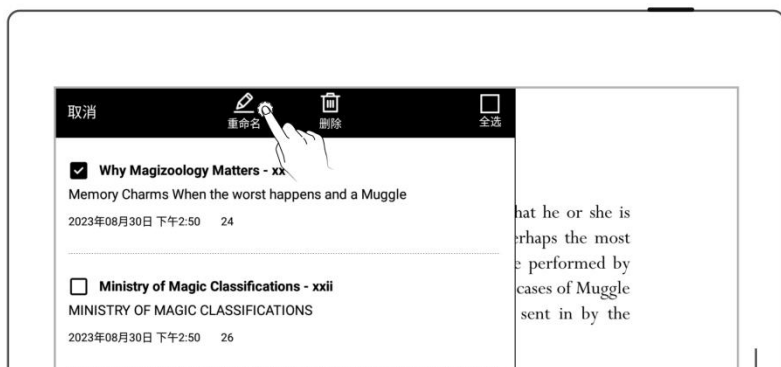 取消
重命名
删除
全选
Why Magizoology Matters - xx
Memory Charms When the worst happens and a Muggle
2023年08月30日 下午2:50 24
Ministry of Magic Classifications - xxii
MINISTRY OF MAGIC CLASSIFICATIONS
2023年08月30日 下午2:50 26
hat he or she is
erhaps the most
e performed by
cases of Muggle
sent in by the